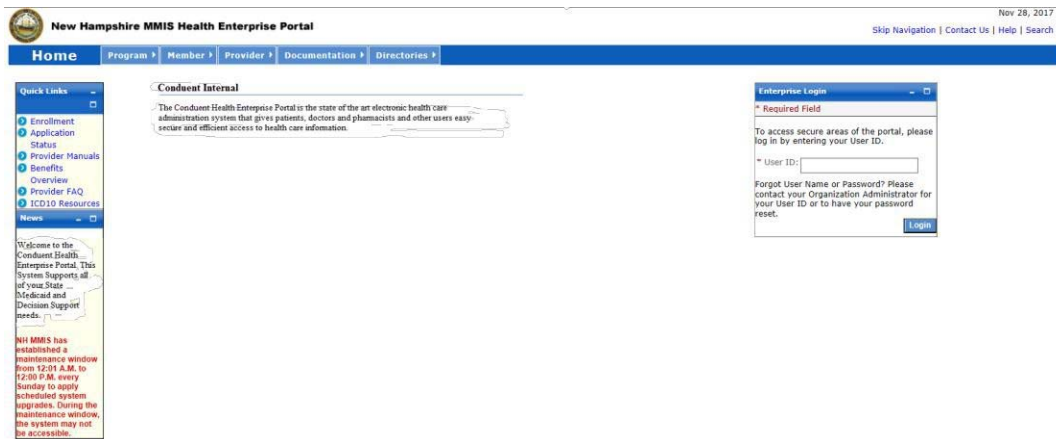 Nov 28, 2017
New Hampshire MMIS Health Enterprise Portal
Skip Navigation | Contact Us | Help | Search
Home
Program
Member
Provider
Documentation
Directories
Quick Links
Enrollment
Application
Status
Provider Manuals
Benefits
Overview
Provider FAQ
ICD10 Resources
News
Welcome to the
Conduent Health
Enterprise Portal. This
System Supports all
of your State
Medicaid and
Decision Support
needs.
NH MMIS has
established a
maintenance window
from 12:01 A.M. to
12:00 P.M. every
Sunday to apply
scheduled system
upgrades. During the
maintenance window,
the system may not
be accessible.
Conduent Internal
The Conduent Health Enterprise Portal is the state of the art electronic health care
administration system that gives patients, doctors and pharmacists and other users easy
secure and efficient access to health care information.
Enterprise Login
* Required Field
To access secure areas of the portal, please
log in by entering your User ID.
* User ID:
Forgot User Name or Password? Please
contact your Organization Administrator for
your User ID or to have your password
reset.
Login